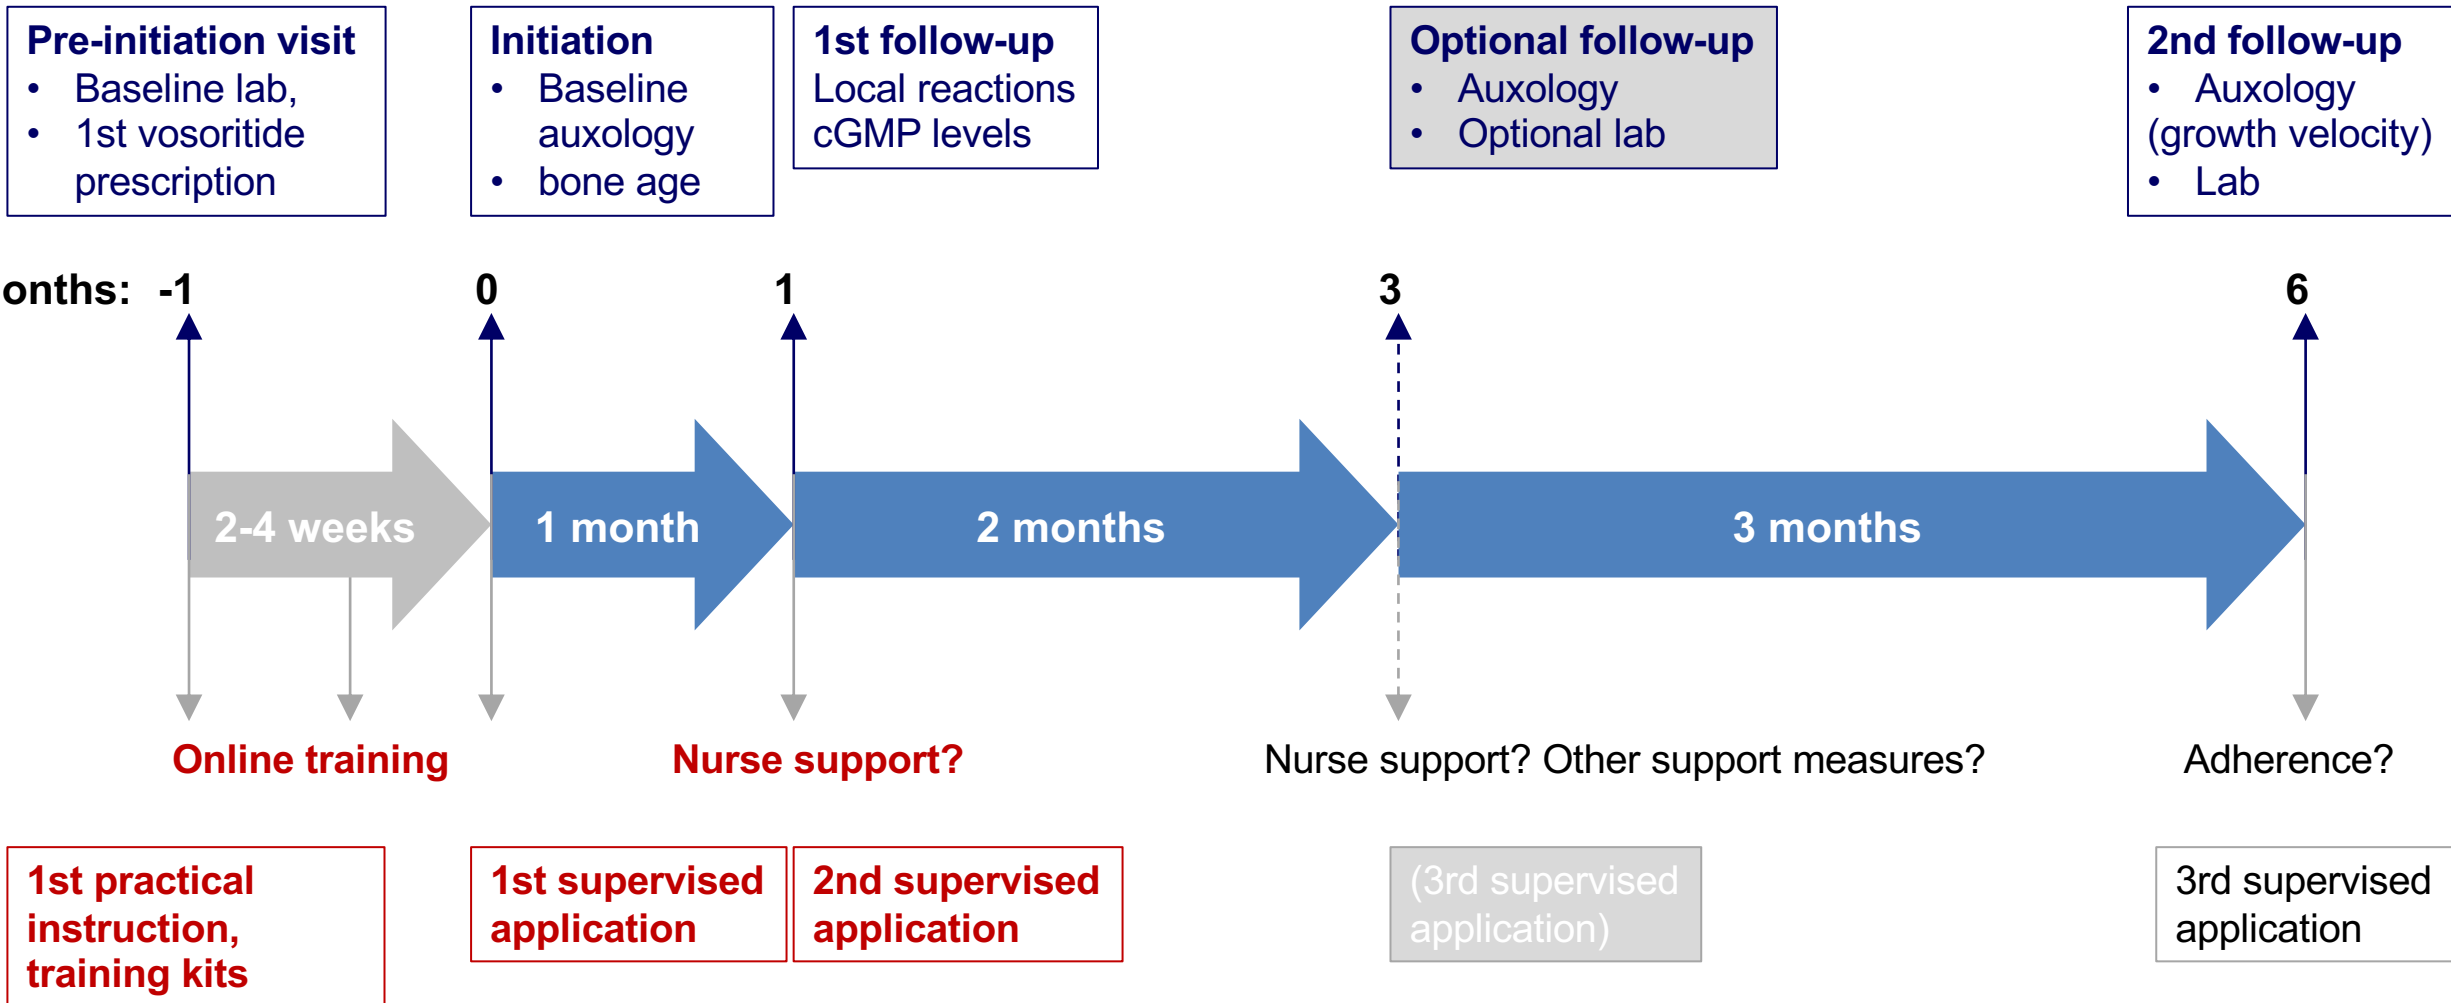 Pre-initiation visit
• Baseline lab,
• 1st vosoritide
prescription
Initiation
• Baseline
auxology
• bone age
1st follow-up
Local reactions
cGMP levels
Optional follow-up
• Auxology
• Optional lab
2nd follow-up
• Auxology
(growth velocity)
• Lab
onths: -1 0 1 3 6
2-4 weeks
1 month
2 months
3 months
Online training
Nurse support?
Nurse support? Other support measures?
Adherence?
1st practical
instruction,
training kits
1st supervised
application
2nd supervised
application
(3rd supervised
application)
3rd supervised
application